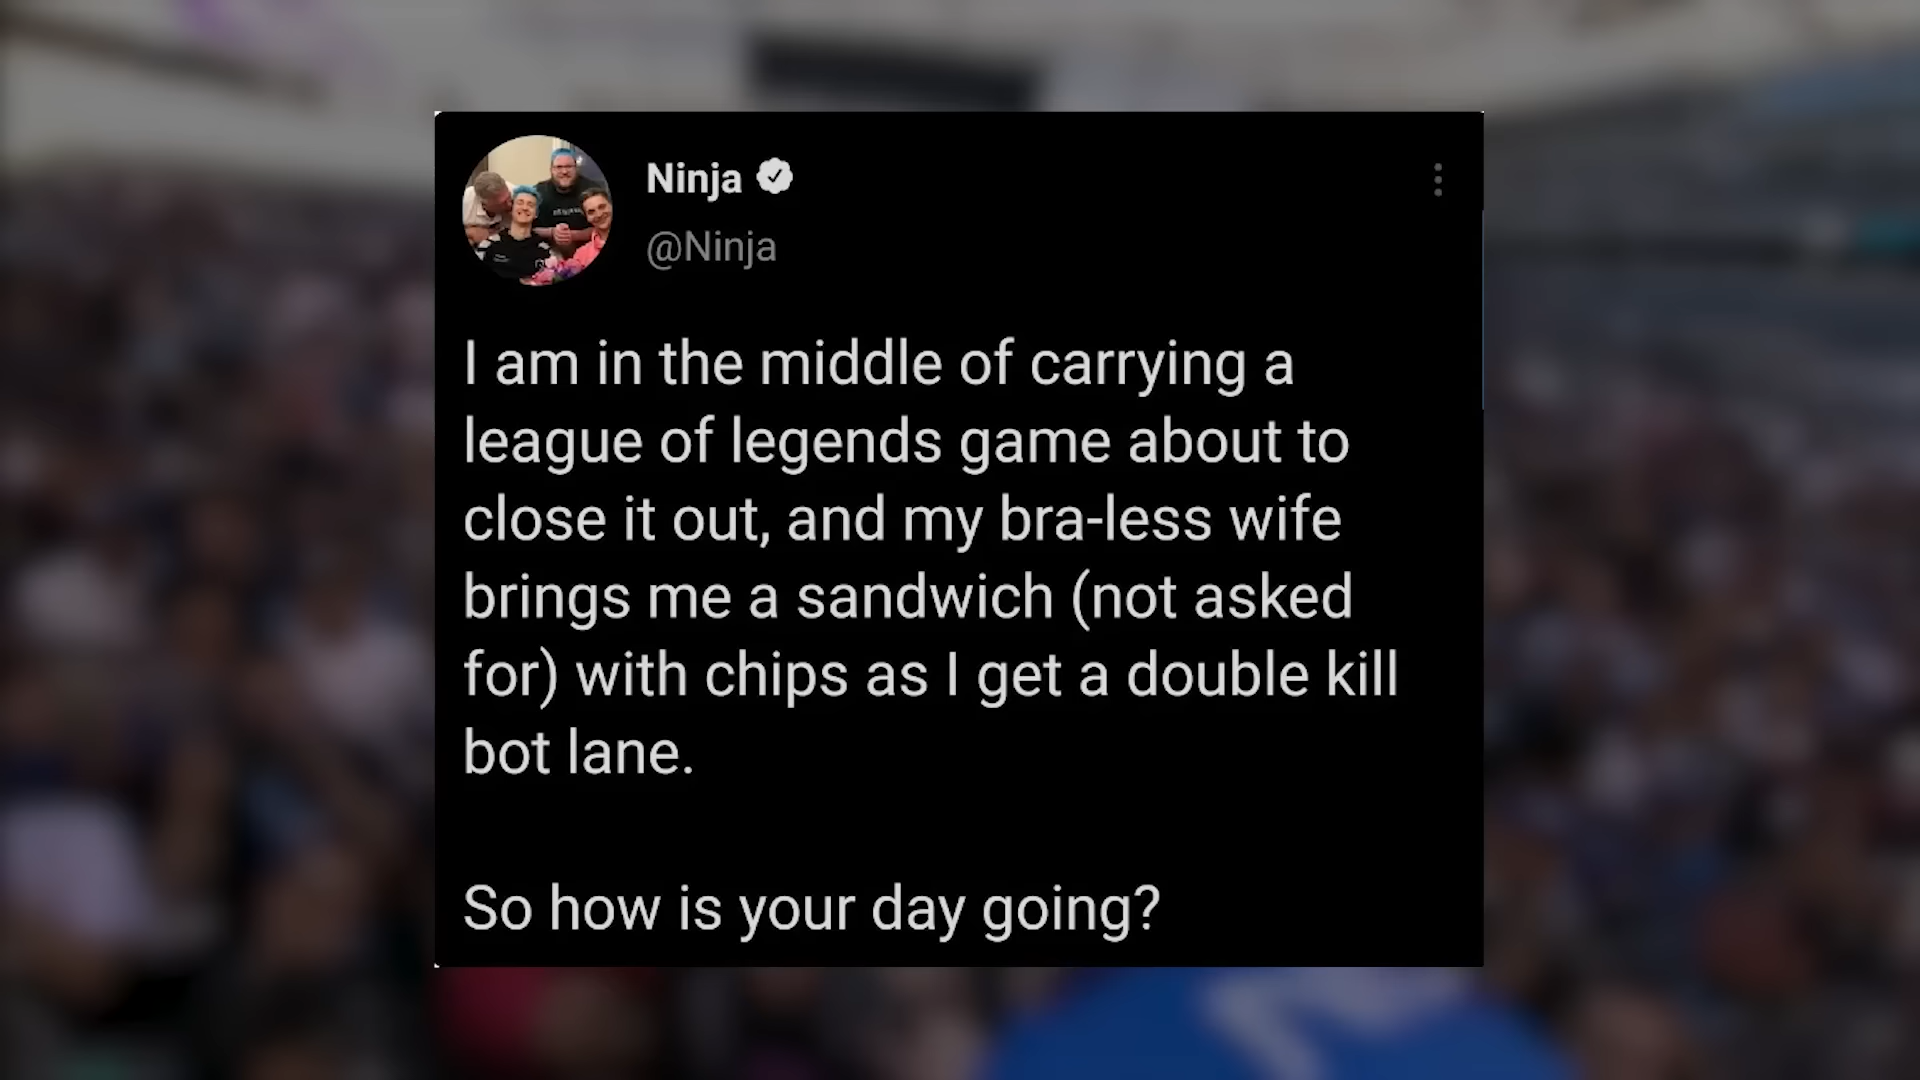 Ninja
@Ninja
I am in the middle of carrying a
league of legends game about to
close it out, and my bra-less wife
brings me a sandwich (not asked
for) with chips as I get a double kill
bot lane.
So how is your day going?